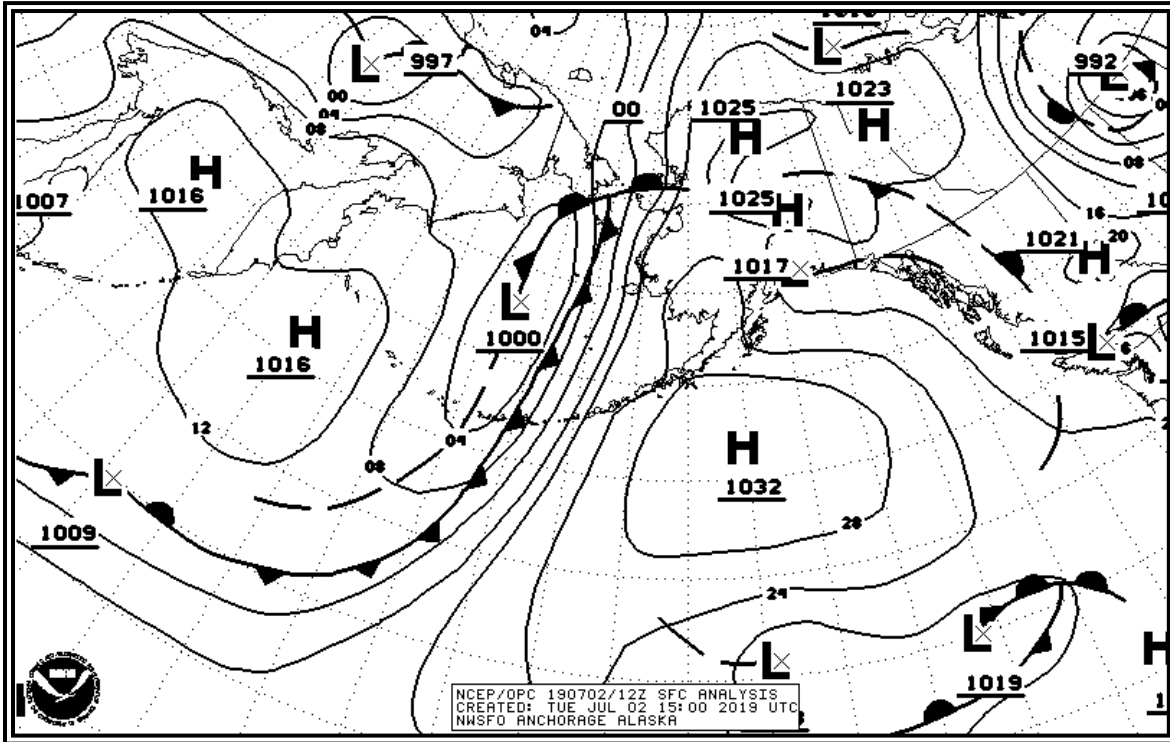 04
L
997
L
1023
992
L
00
04
08
00
1025
H
H
08
H
1016
1007
16
1025
H
1021
H
20
1017
L
L
1000
H
1016
1015
L
6
12
04
08
H
1032
28
L
1009
24
L
L
1019
H
NCEP/OPC 190702/12Z SFC ANALYSIS
CREATED: TUE JUL 02 15:00 2019 UTC
NWSFO ANCHORAGE ALASKA